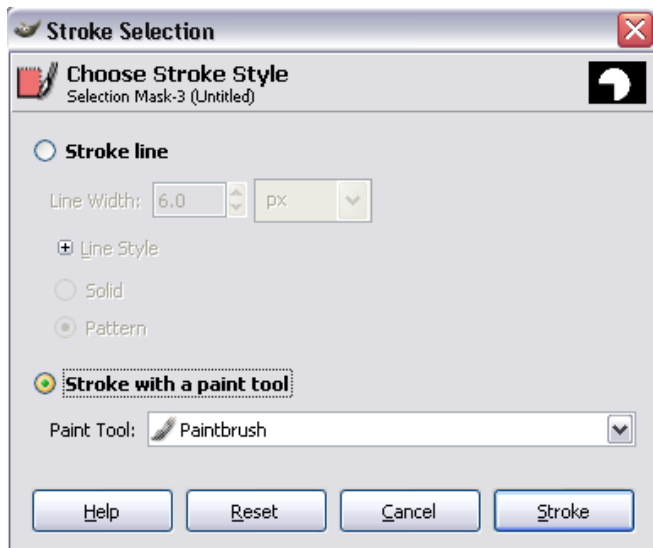 Stroke Selection
Choose Stroke Style
Selection Mask-3 (Untitled)
Stroke line
Line Width: 6.0 px
Line Style
Solid
Pattern
Stroke with a paint tool
Paint Tool: Paintbrush
Help Reset Cancel Stroke